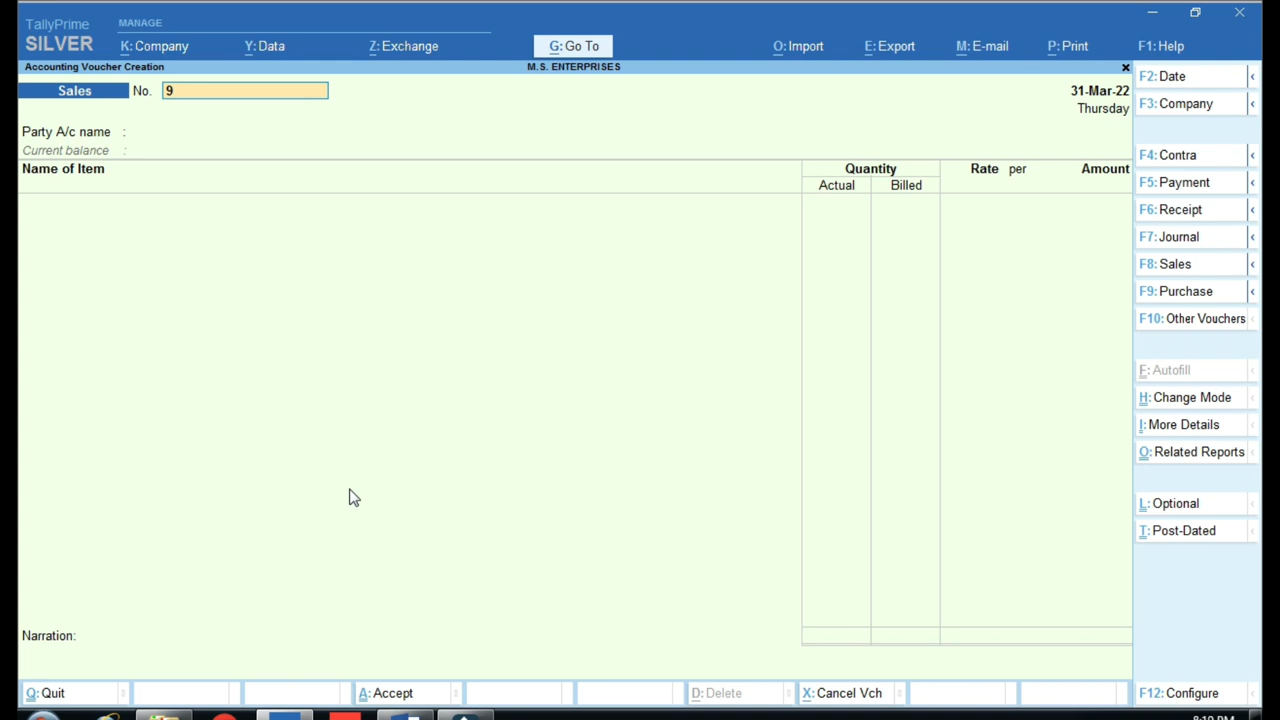 TallyPrime
MANAGE
SILVER
K: Company
Y: Data
Z: Exchange
G: Go To
O: Import
E: Export
M: E-mail
P: Print
F1: Help
Accounting Voucher Creation
M.S. ENTERPRISES
Sales
No.
9
31-Mar-22
Thursday
Party A/c name :
Current balance :
Name of Item
Quantity
Rate per
Amount
Actual
Billed
Narration:
F2: Date
F3: Company
F4: Contra
F5: Payment
F6: Receipt
F7: Journal
F8: Sales
F9: Purchase
F10: Other Vouchers
F: Autofill
H: Change Mode
I: More Details
O: Related Reports
L: Optional
T: Post-Dated
Q: Quit
A: Accept
D: Delete
X: Cancel Vch
F12: Configure
8:10 PM